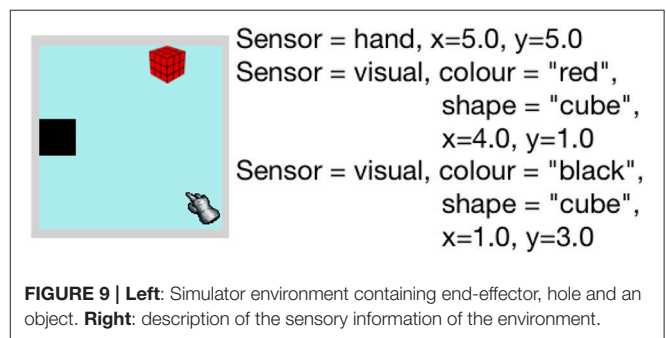 Sensor = hand, x=5.0, y=5.0
Sensor = visual, colour = "red",
shape = "cube",
x=4.0, y=1.0
Sensor = visual, colour = "black",
shape = "cube",
x=1.0, y=3.0
FIGURE 9 | Left: Simulator environment containing end-effector, hole and an
object. Right: description of the sensory information of the environment.